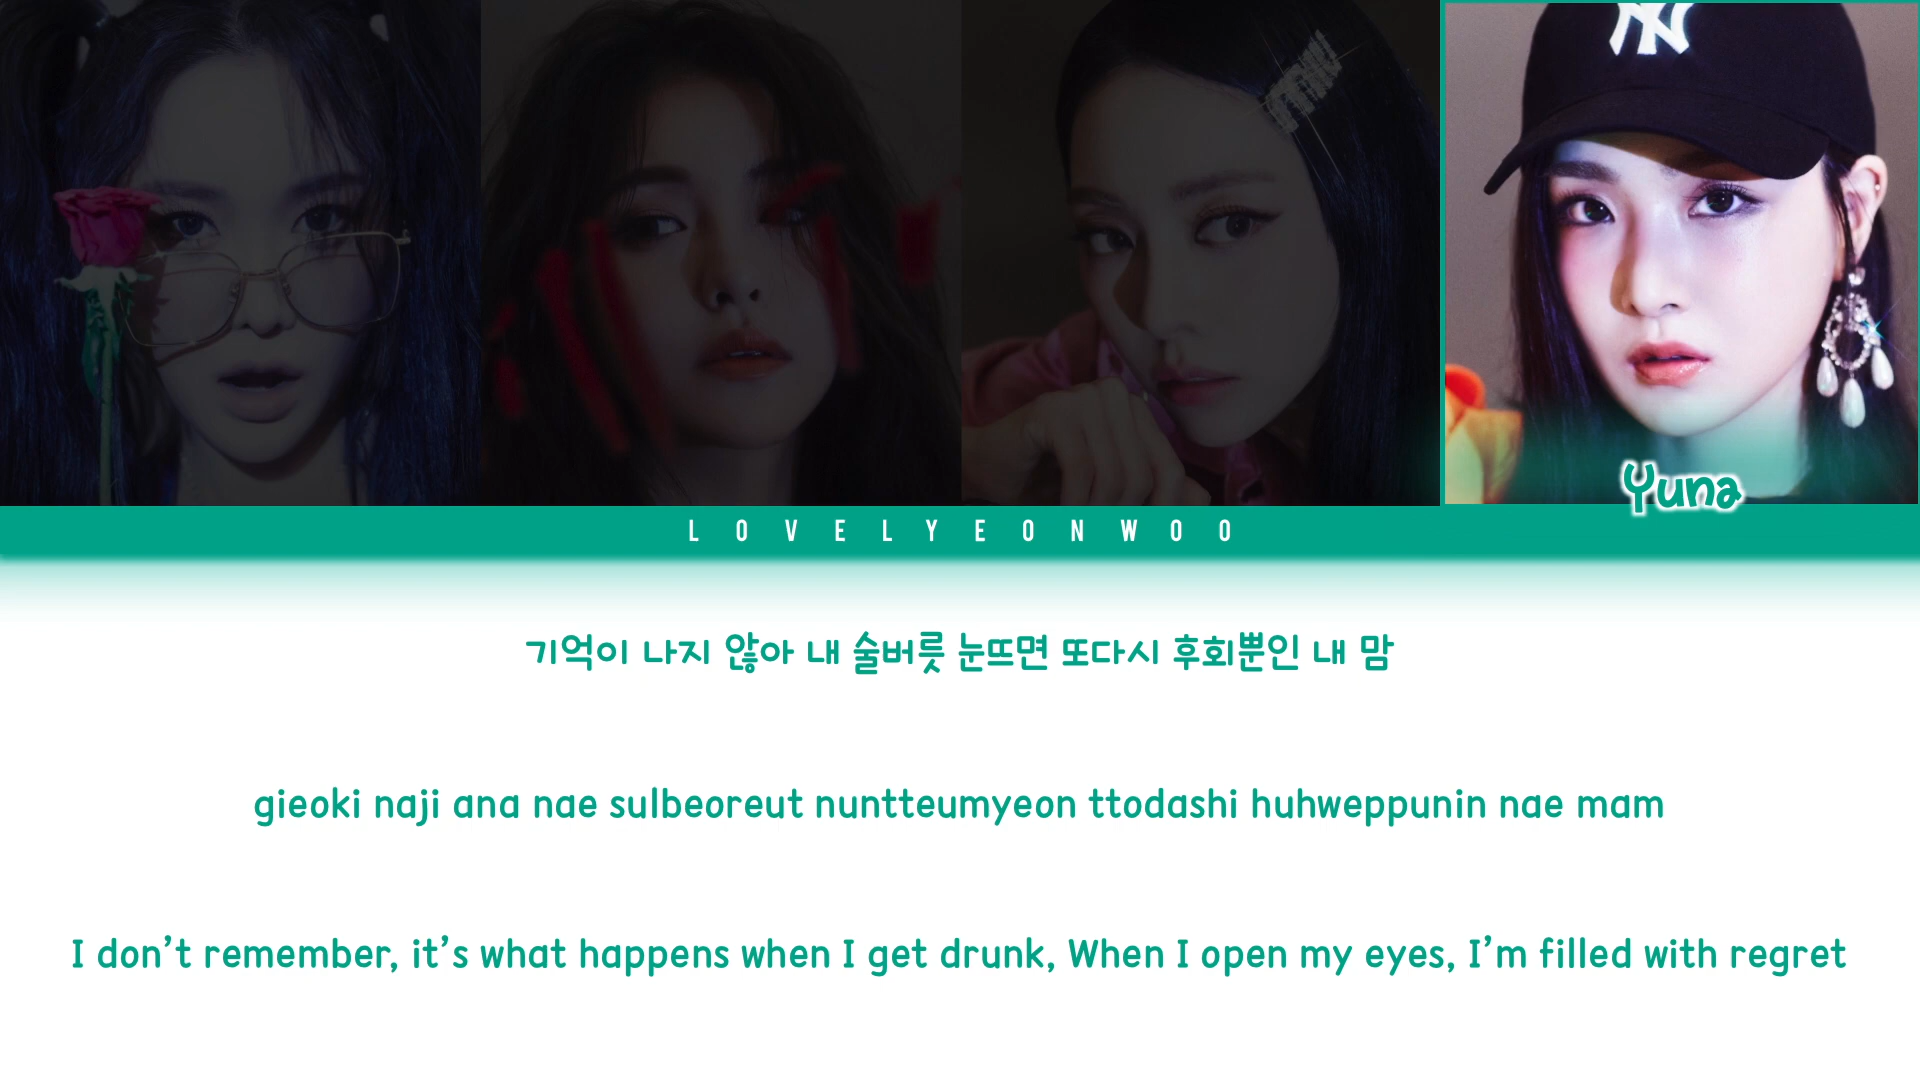 NY
Yuna
LOVELYEONWOO
기억이 나지 않아 내 술버릇 눈뜨면 또다시 후회뿐인 내 맘
gieoki naji ana nae sulbeoreut nuntteumyeon ttodashi huhweppunin nae mam
I don’t remember, it’s what happens when I get drunk, When I open my eyes, I’m filled with regret